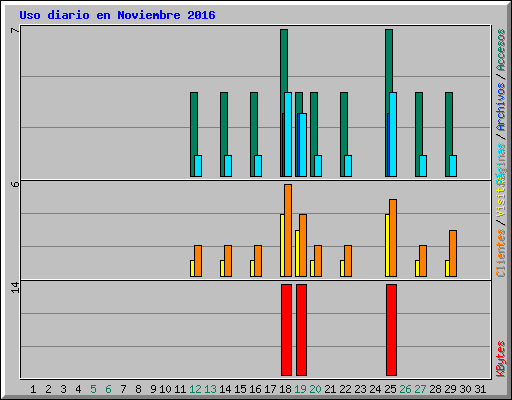 Uso diario en Noviembre 2016
7
6
14
Accesos / Archivos / Páginas
Visitas / Clientes
KBytes
1 2 3 4 5 6 7 8 9 10 11 12 13 14 15 16 17 18 19 20 21 22 23 24 25 26 27 28 29 30 31